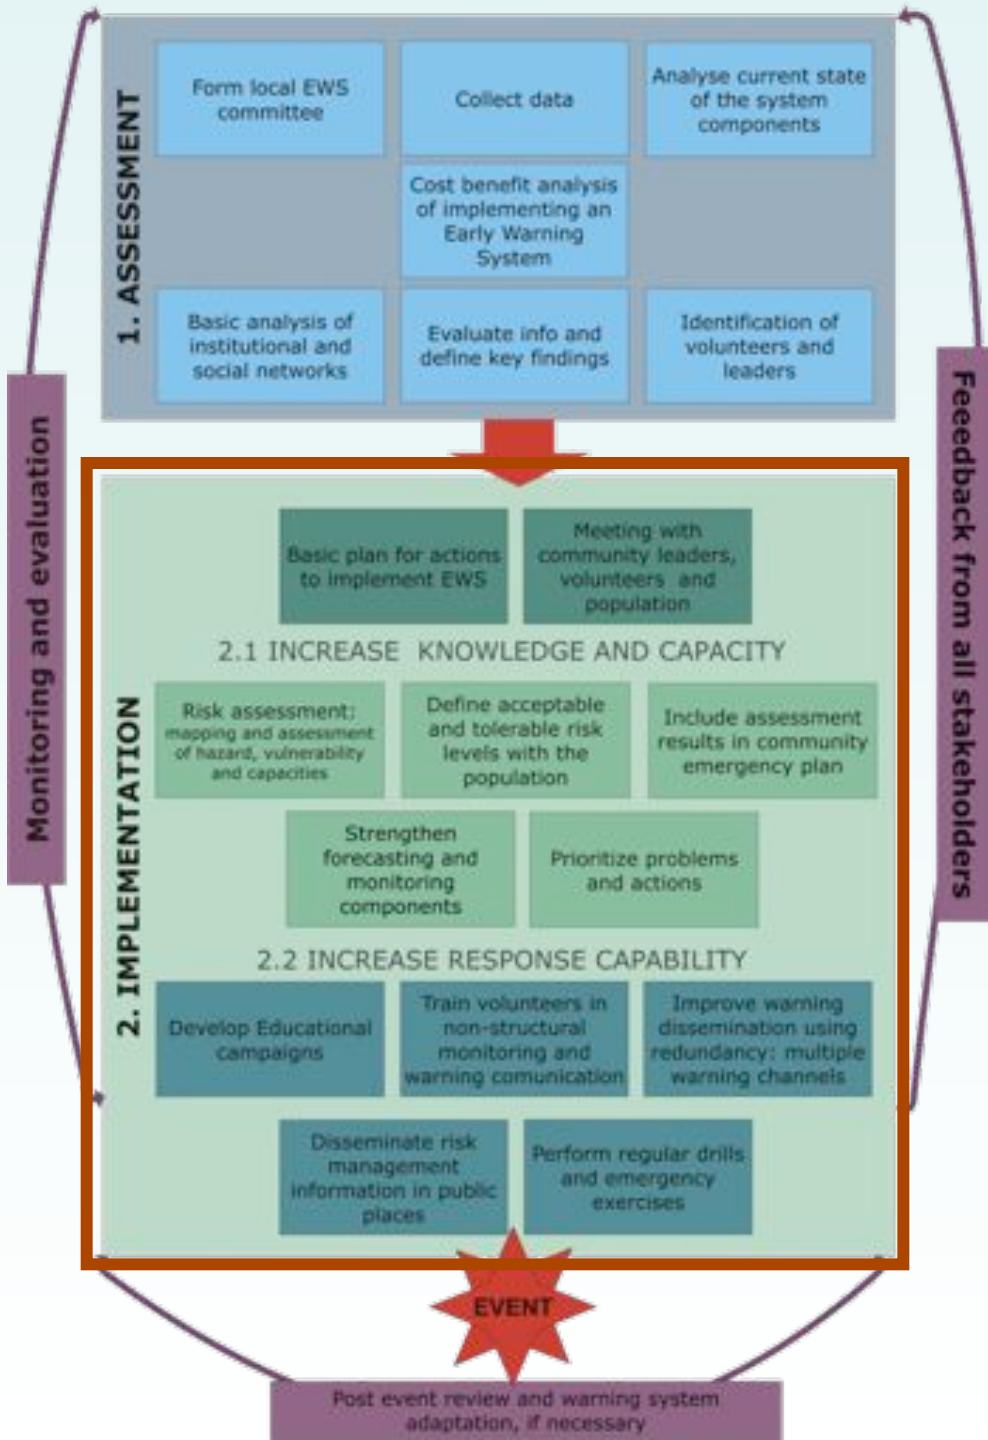 1. ASSESSMENT
Form local EWS
committee
Collect data
Analyse current state
of the system
components
Cost benefit analysis
of implementing an
Early Warning
System
Basic analysis of
institutional and
social networks
Evaluate info and
define key findings
Identification of
volunteers and
leaders
Monitoring and evaluation
Feeedback from all stakeholders
2. IMPLEMENTATION
Basic plan for actions
to implement EWS
Meeting with
community leaders,
volunteers and
population
2.1 INCREASE KNOWLEDGE AND CAPACITY
Risk assessment:
mapping and assessment
of hazard, vulnerability
and capacities
Define acceptable
and tolerable risk
levels with the
population
Include assessment
results in community
emergency plan
Strengthen
forecasting and
monitoring
components
Prioritize problems
and actions
2.2 INCREASE RESPONSE CAPABILITY
Develop Educational
campaigns
Train volunteers in
non-structural
monitoring and
warning comunication
Improve warning
dissemination using
redundancy: multiple
warning channels
Disseminate risk
management
information in public
places
Perform regular drills
and emergency
exercises
EVENT
Post event review and warning system
adaptation, if necessary